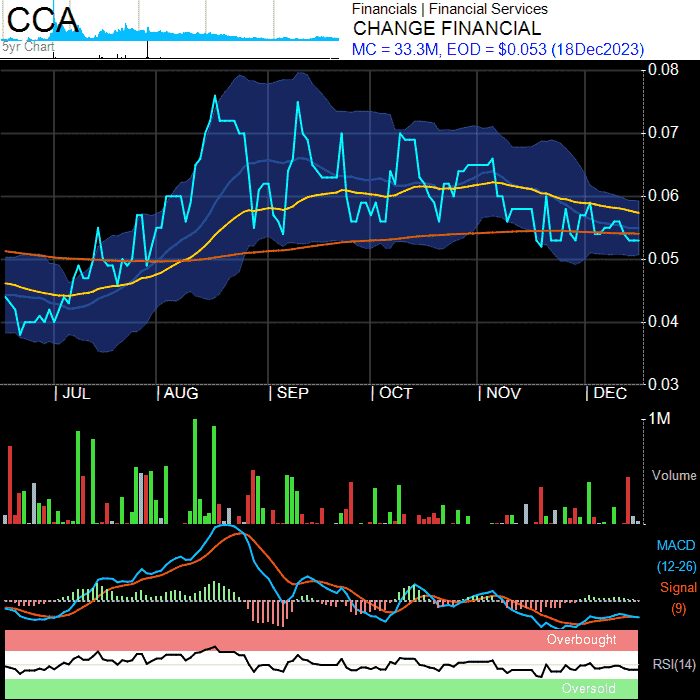 CCA
5yr Chart
Financials | Financial Services
CHANGE FINANCIAL
MC = 33.3M, EOD = $0.053 (18Dec2023)
0.08
0.07
0.06
0.05
0.04
0.03
| JUL | AUG | SEP | OCT | NOV | DEC
1M
Volume
MACD
(12-26)
Signal
(9)
Overbought
RSI(14)
Oversold